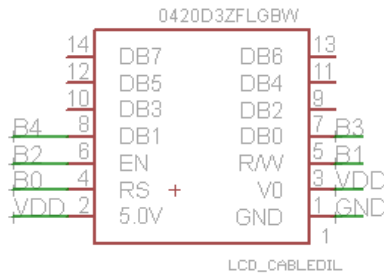 0420D3ZFLGBW
14 DB7 DB6 13
12 DB5 DB4 11
10 DB3 DB2 9
B4 8 DB1 DB0 7 B3
B2 6 EN R/W 5 B1
B0 4 RS V0 3 VDD
VDD 2 5.0V GND 1 GND
1
LCD_CABLEDIL